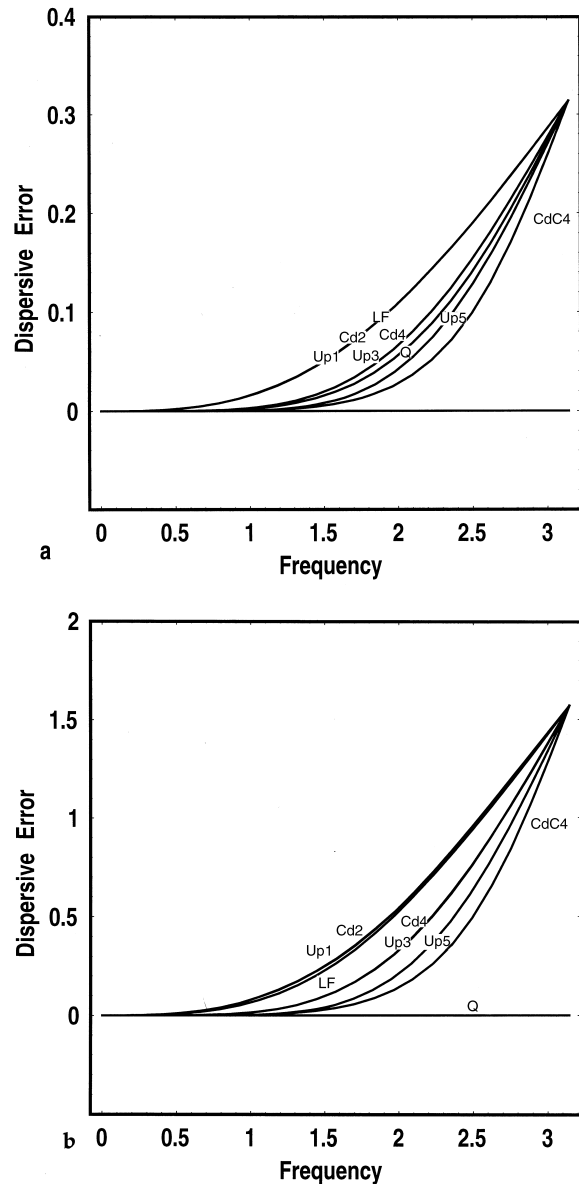 0.4
0.3
0.2
0.1
0
Dispersive Error
CdC4
LF
Cd2
Cd4
Up5
Up1
Up3
Q
0
0.5
1
1.5
2
2.5
3
a
Frequency
2
1.5
1
0.5
0
Dispersive Error
CdC4
Cd2
Cd4
Up1
Up3
Up5
LF
Q
0
0.5
1
1.5
2
2.5
3
b
Frequency